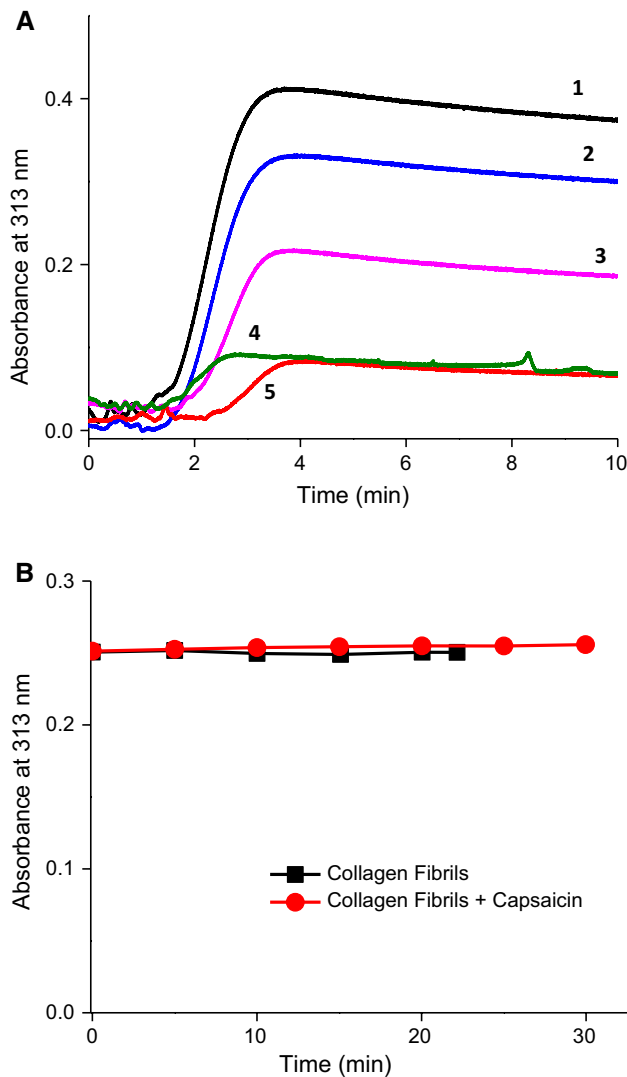 A
Absorbance at 313 nm
0.4
0.2
0.0
1
2
3
4
5
0 2 4 6 8 10
Time (min)
B
Absorbance at 313 nm
0.3
0.2
0.1
0.0
Collagen Fibrils
Collagen Fibrils + Capsaicin
0 10 20 30
Time (min)